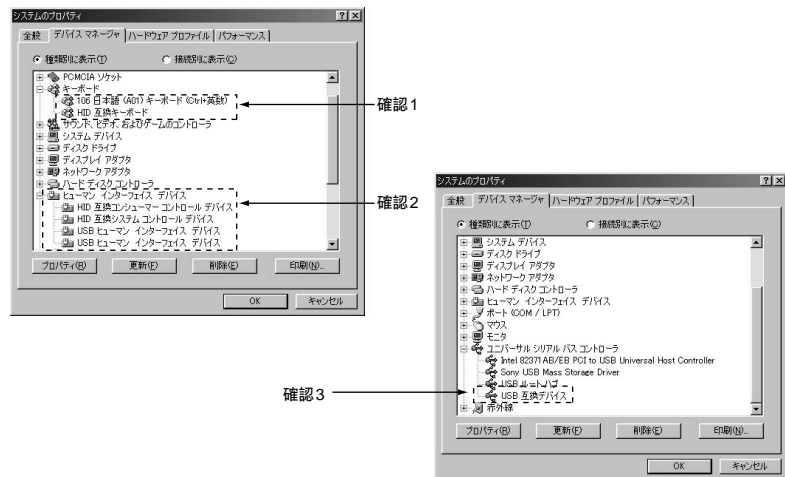 システムのプロパティ
全般 デバイス マネージャ ハードウェア プロファイル パフォーマンス
種類別に表示(T) 接続別に表示(C)
PCMCIA ソケット
キーボード
106 日本語 (A01) キーボード (Ctrl+英数)
HID 互換キーボード
サウンド、ビデオ、およびゲームのコントローラ
システム デバイス
ディスク ドライブ
ディスプレイ アダプタ
ネットワーク アダプタ
ハード ディスク コントローラ
ヒューマン インターフェイス デバイス
HID 互換コンシューマー コントロール デバイス
HID 互換システム コントロール デバイス
USB ヒューマン インターフェイス デバイス
USB ヒューマン インターフェイス デバイス
プロパティ(R) 更新(F) 削除(E) 印刷(N)...
OK キャンセル
確認1
確認2
システムのプロパティ
全般 デバイス マネージャ ハードウェア プロファイル パフォーマンス
種類別に表示(T) 接続別に表示(C)
システム デバイス
ディスク ドライブ
ディスプレイ アダプタ
ネットワーク アダプタ
ハード ディスク コントローラ
ヒューマン インターフェイス デバイス
ポート (COM / LPT)
マウス
モニタ
ユニバーサル シリアル バス コントローラ
Intel 82371AB/EB PCI to USB Universal Host Controller
Sony USB Mass Storage Driver
USB ルート ハブ
USB 互換デバイス
赤外線
プロパティ(R) 更新(F) 削除(E) 印刷(N)...
OK キャンセル
確認3